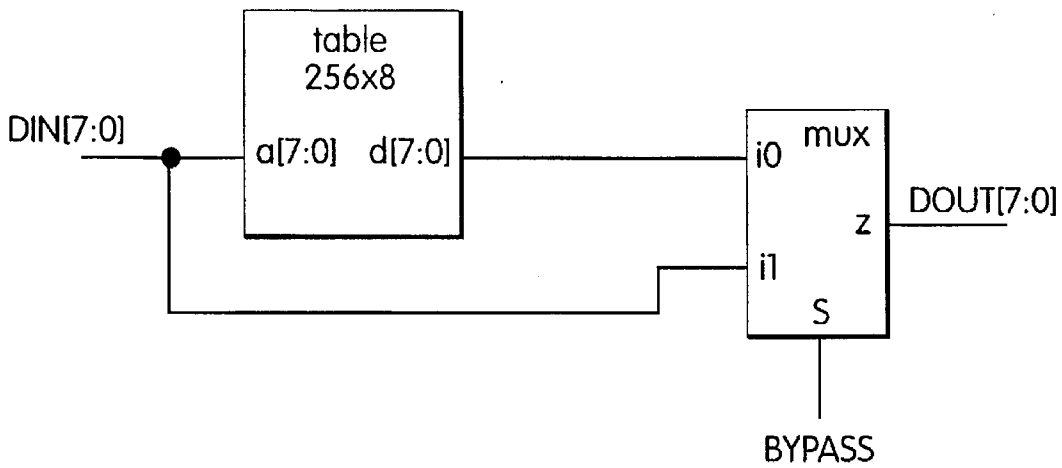 table
256x8
DIN[7:0]
a[7:0] d[7:0]
mux
i0
DOUT[7:0]
z
i1
S
BYPASS